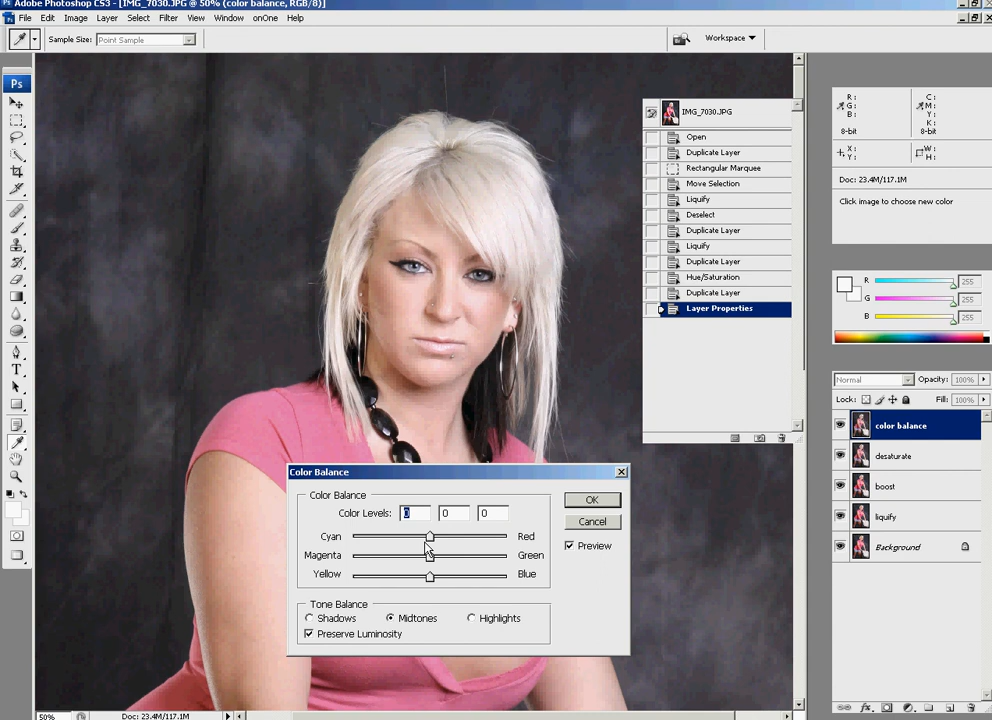 Adobe Photoshop CS3 - [IMG_7030.JPG @ 50% (color balance, RGB/8)]
File Edit Image Layer Select Filter Analysis View Window onOne Help
Sample Size: Point Sample
Workspace
Ps
IMG_7030.JPG
Open
Duplicate Layer
Rectangular Marquee
Move Selection
Liquify
Deselect
Duplicate Layer
Liquify
Duplicate Layer
Hue/Saturation
Duplicate Layer
Layer Properties
R: C:
G: M:
B: Y:
K:
8-bit 8-bit
X: W:
Y: H:
Doc: 23.4M/117.1M
Click image to choose new color
R 255
G 255
B 255
Normal Opacity: 100%
Lock: Fill: 100%
color balance
desaturate
boost
liquify
Background
Color Balance
Color Balance
Color Levels: 0 0 0
Cyan Red
Magenta Green
Yellow Blue
Tone Balance
Shadows Midtones Highlights
Preserve Luminosity
OK
Cancel
Preview
T
50% Doc: 23.4M/117.1M